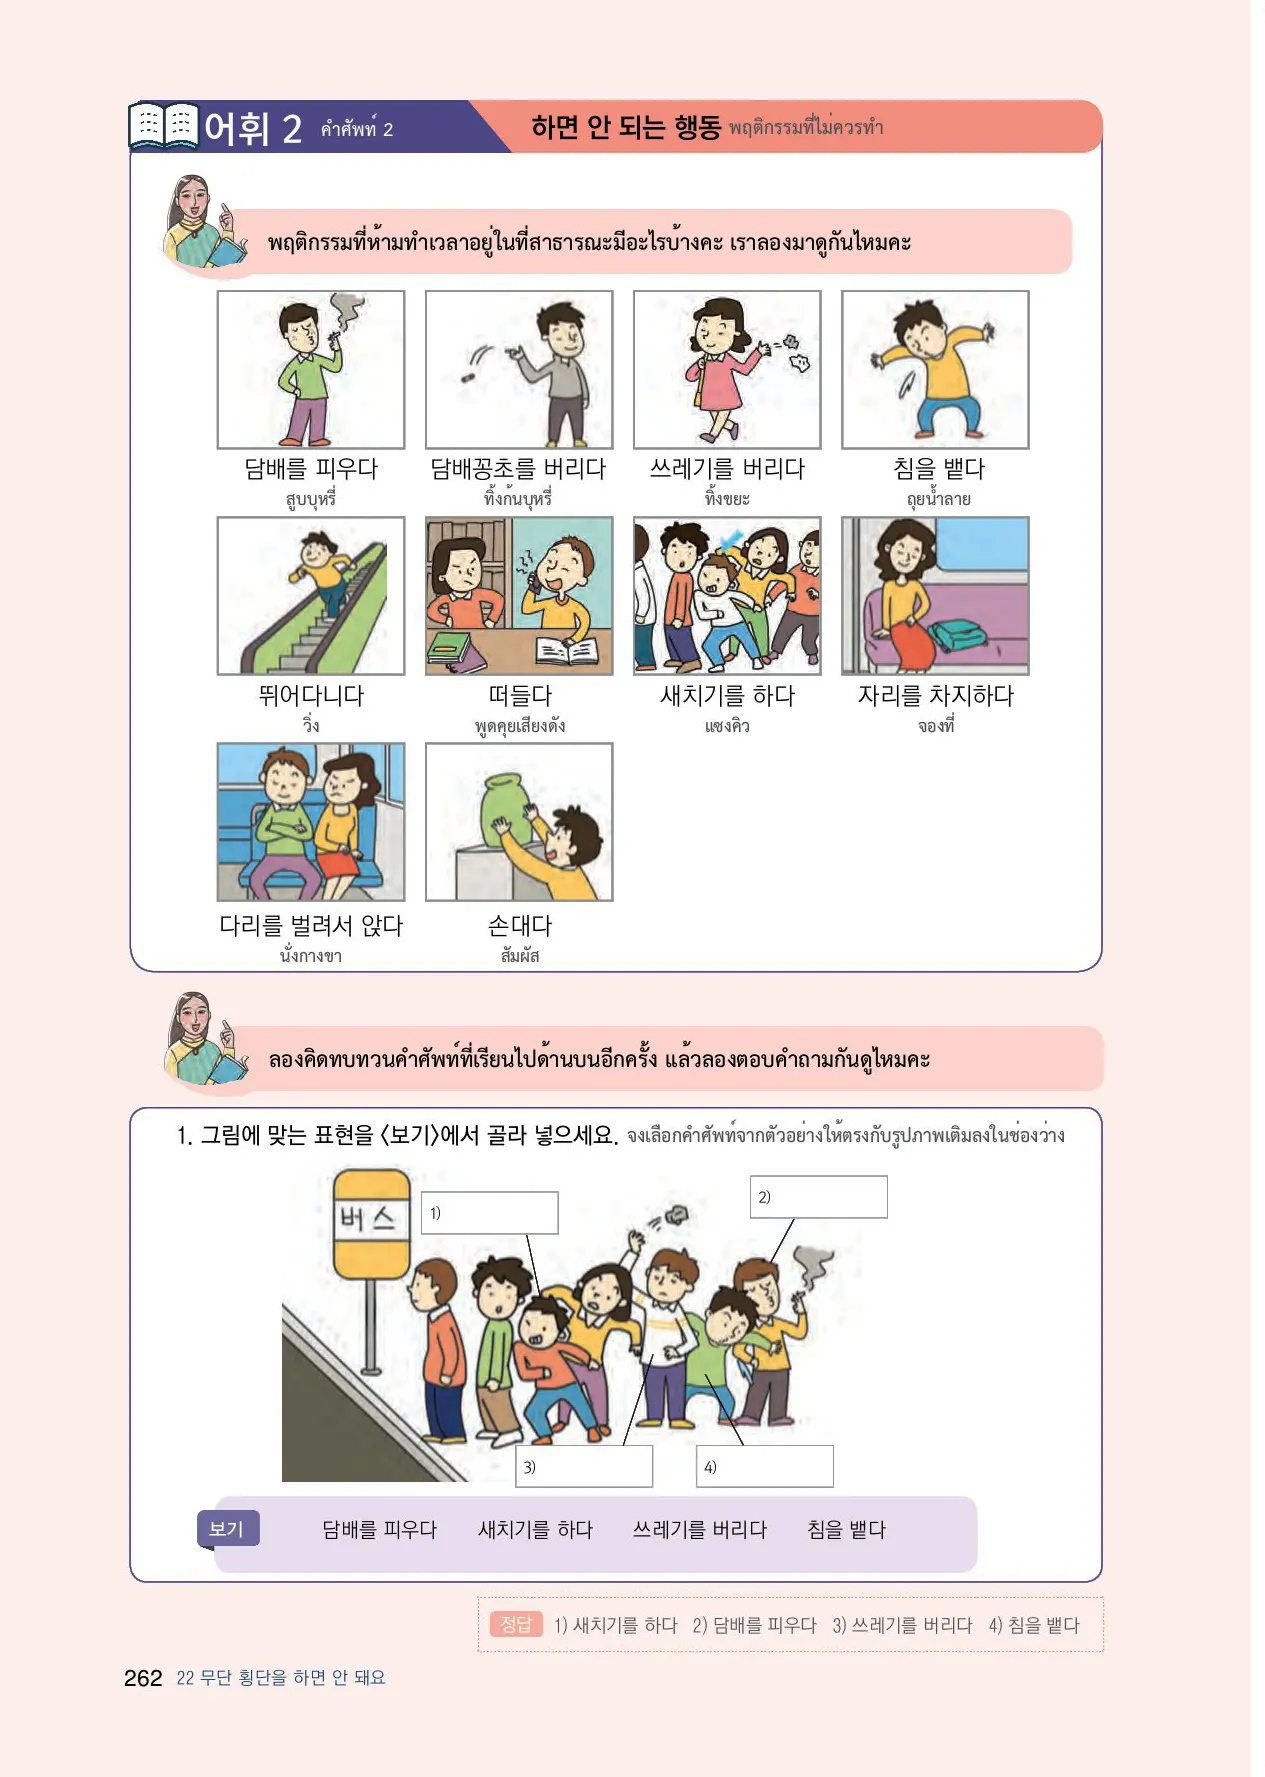 어휘 2 คำศัพท์ 2
하면 안 되는 행동 พฤติกรรมที่ไม่ควรทำ
พฤติกรรมที่ห้ามทำเวลาอยู่ในที่สาธารณะมีอะไรบ้างคะ เราลองมาดูกันไหมคะ
담배를 피우다 담배꽁초를 버리다 쓰레기를 버리다 침을 뱉다
สูบบุหรี่ ทิ้งก้นบุหรี่ ทิ้งขยะ ถุยน้ำลาย
뛰어다니다 떠들다 새치기를 하다 자리를 차지하다
วิ่ง พูดคุยเสียงดัง แซงคิว จองที่
다리를 벌려서 앉다 손대다
นั่งกางขา สัมผัส
ลองคิดทบทวนคำศัพท์ที่เรียนไปด้านบนอีกครั้ง แล้วลองตอบคำถามกันดูไหมคะ
1. 그림에 맞는 표현을 〈보기〉에서 골라 넣으세요. จงเลือกคำศัพท์จากตัวอย่างให้ตรงกับรูปภาพเติมลงในช่องว่าง
버스
1)
2)
3)
4)
보기 담배를 피우다 새치기를 하다 쓰레기를 버리다 침을 뱉다
정답 1) 새치기를 하다 2) 담배를 피우다 3) 쓰레기를 버리다 4) 침을 뱉다
262 22 무단 횡단을 하면 안 돼요